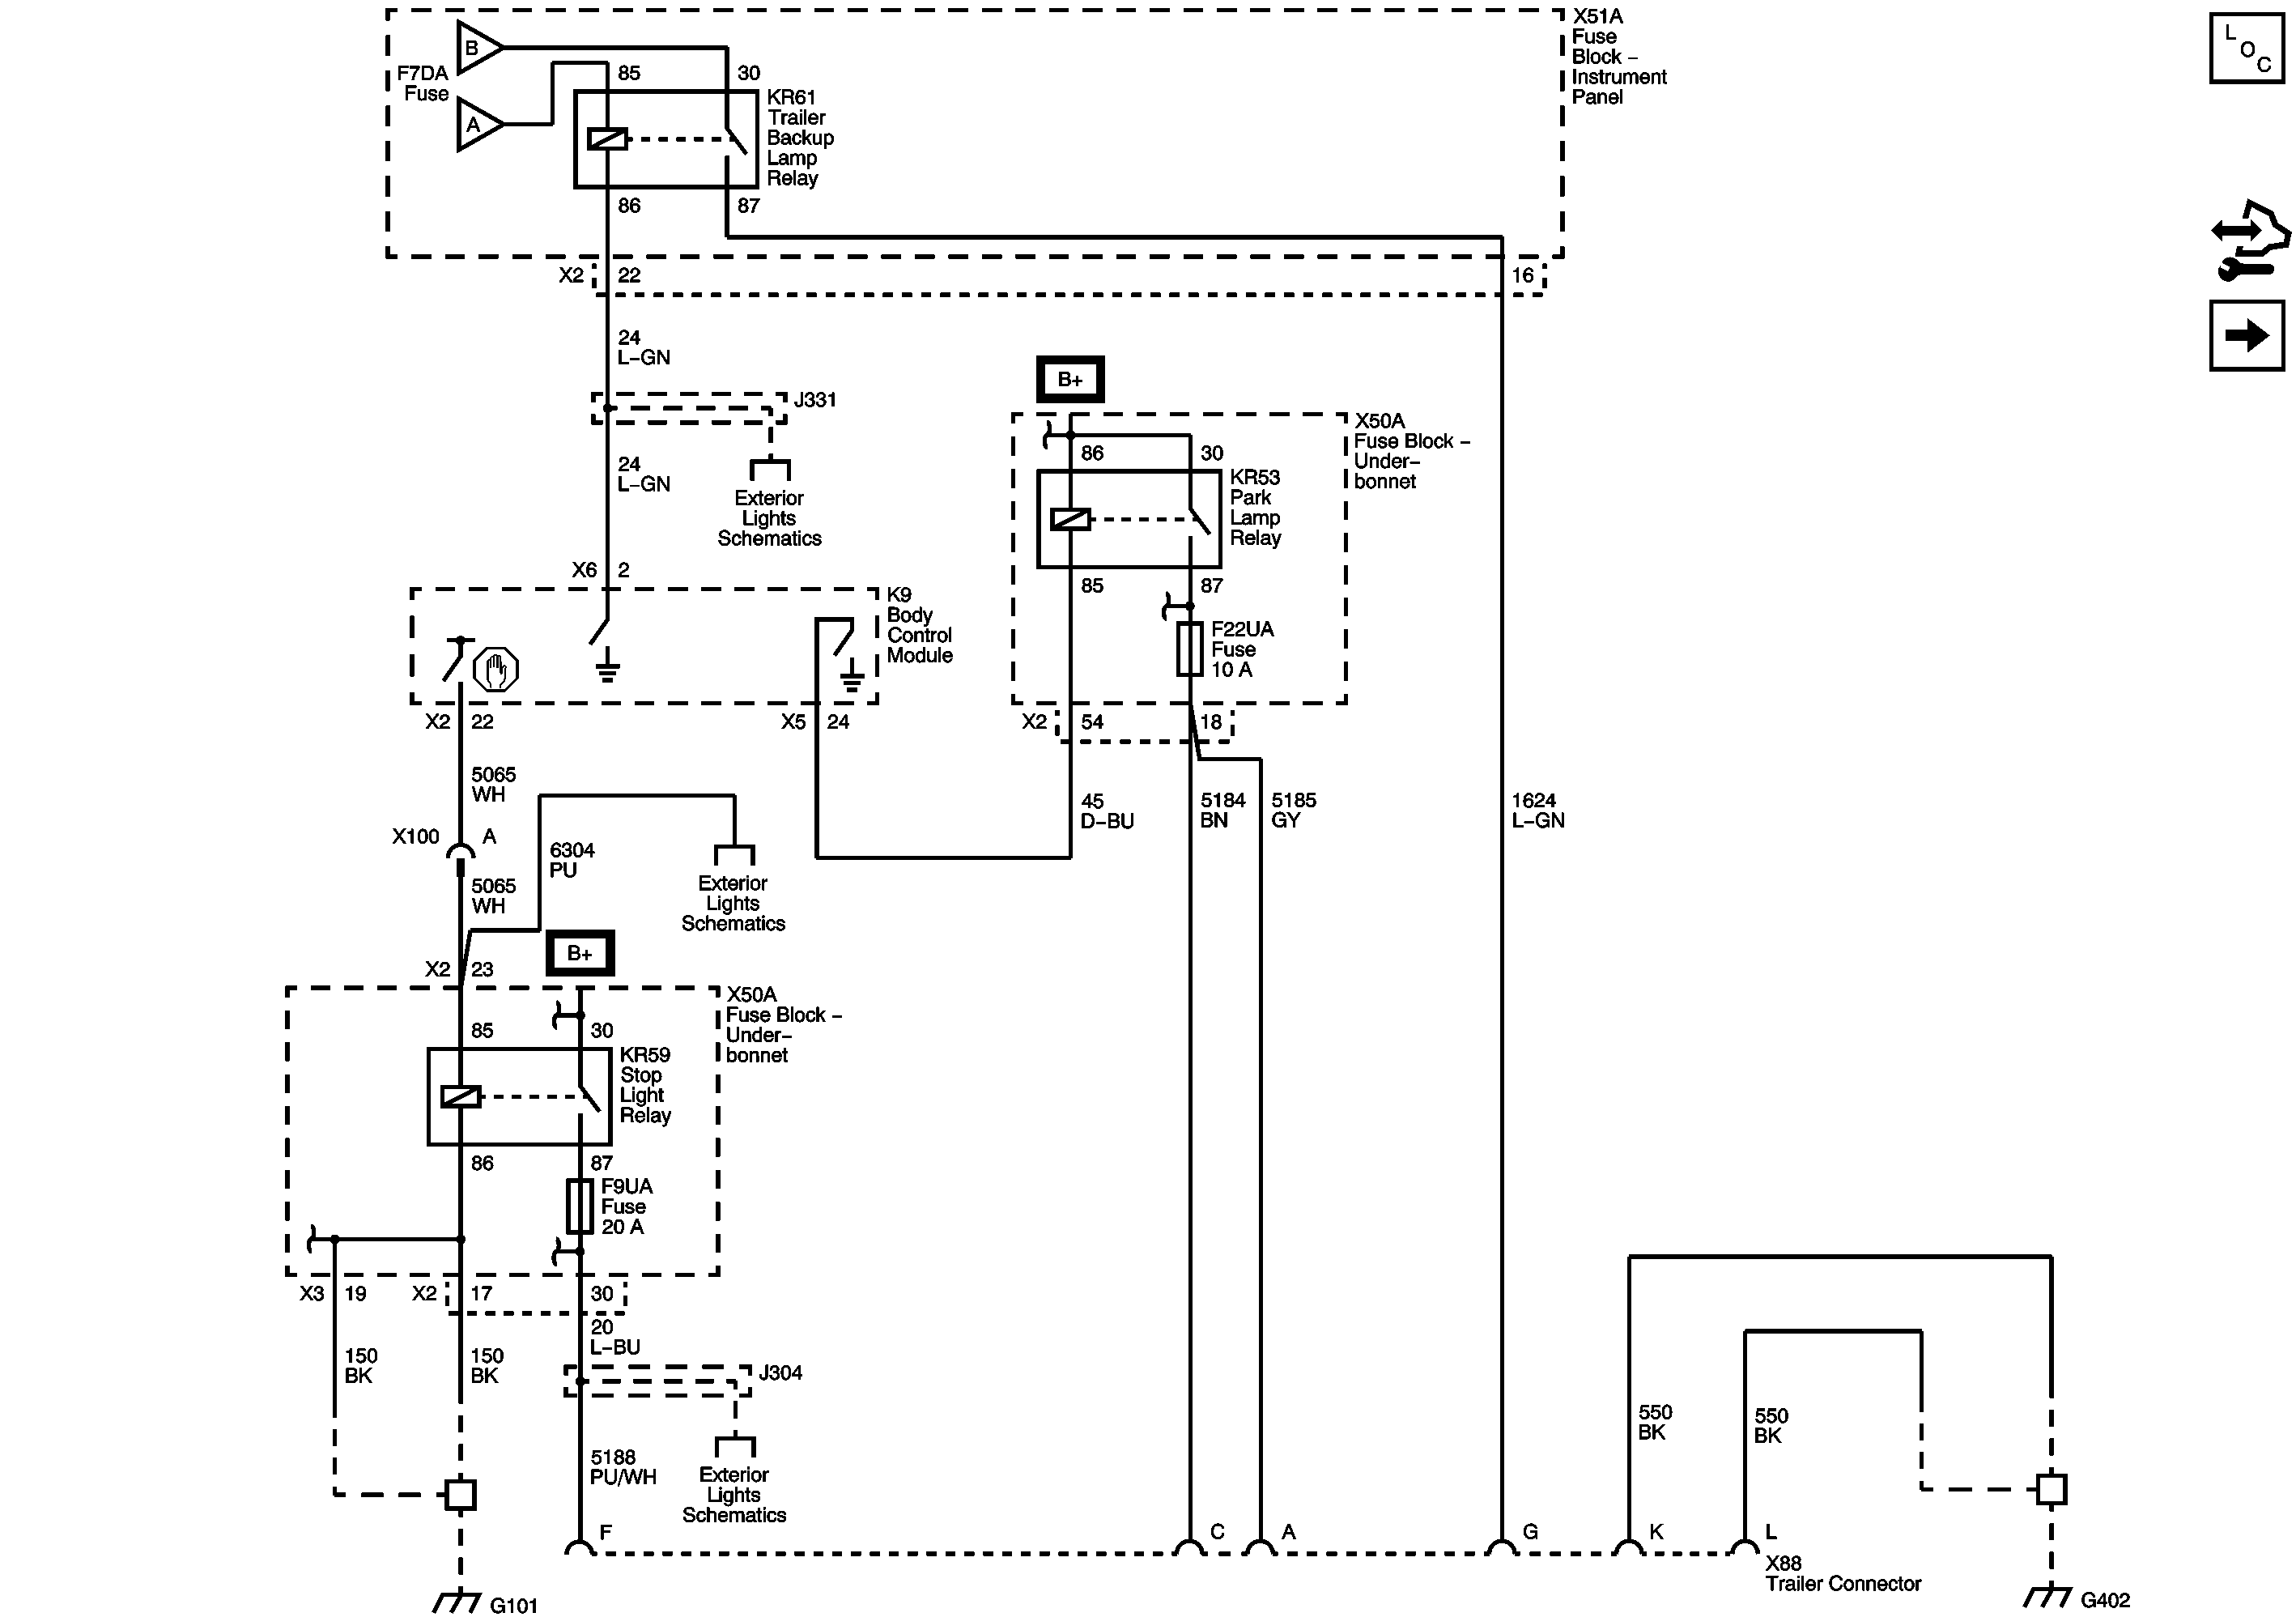 X51A
Fuse
Block –
Instrument
Panel
L
O
C
B
F7DA
Fuse
A
85
30
KR61
Trailer
Backup
Lamp
Relay
86
87
X2
22
16
24
L–GN
J331
24
L–GN
Exterior
Lights
Schematics
B+
X50A
Fuse Block –
Under–
bonnet
86
30
KR53
Park
Lamp
Relay
85
87
F22UA
Fuse
10 A
X6
2
K9
Body
Control
Module
X2
22
X5
24
X2
54
18
5065
WH
45
D–BU
5184
BN
5185
GY
1624
L–GN
X100
A
6304
PU
5065
WH
Exterior
Lights
Schematics
B+
X2
23
X50A
Fuse Block –
Under–
bonnet
85
30
KR59
Stop
Light
Relay
86
87
F9UA
Fuse
20 A
X3
19
X2
17
30
20
L–BU
150
BK
150
BK
J304
5188
PU/WH
Exterior
Lights
Schematics
550
BK
550
BK
F
C
A
G
K
L
X88
Trailer Connector
G101
G402